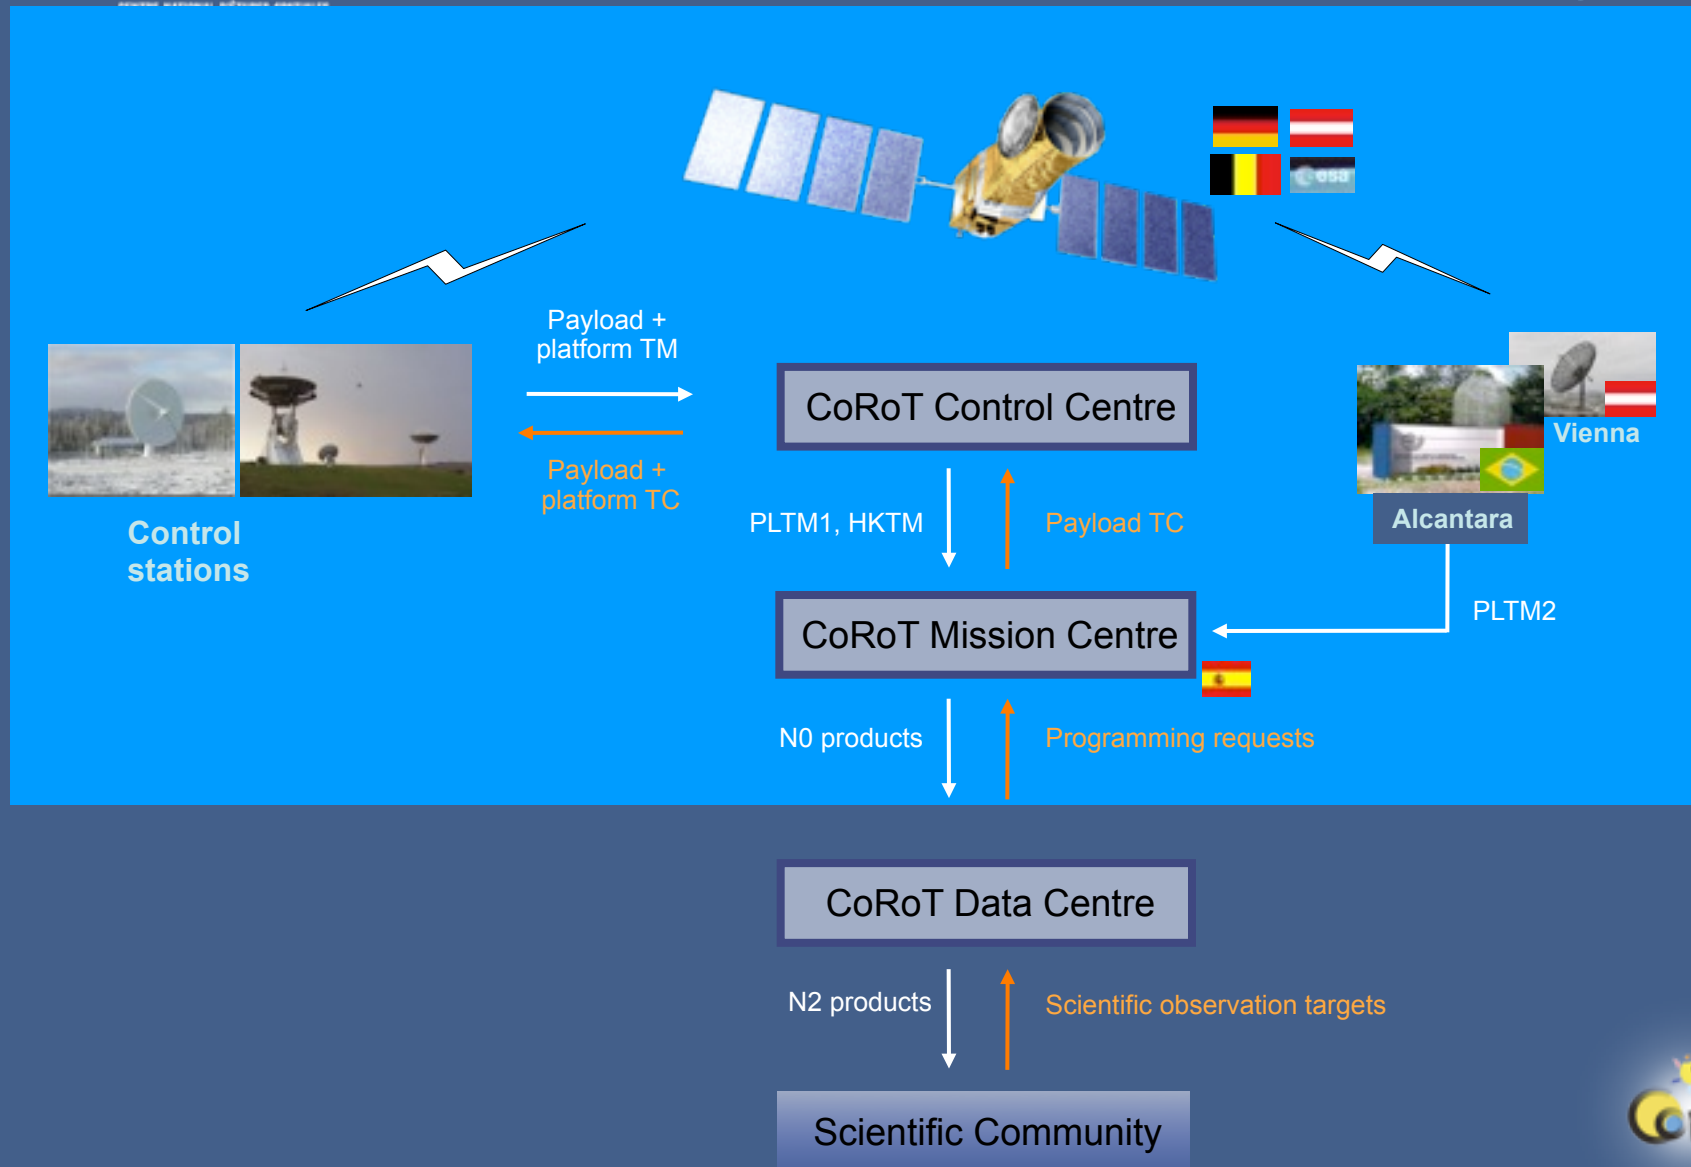 esa
Payload +
platform TM
Payload +
platform TC
Control
stations
CoRoT Control Centre
Vienna
Alcantara
PLTM1, HKTM
Payload TC
PLTM2
CoRoT Mission Centre
N0 products
Programming requests
CoRoT Data Centre
N2 products
Scientific observation targets
Scientific Community